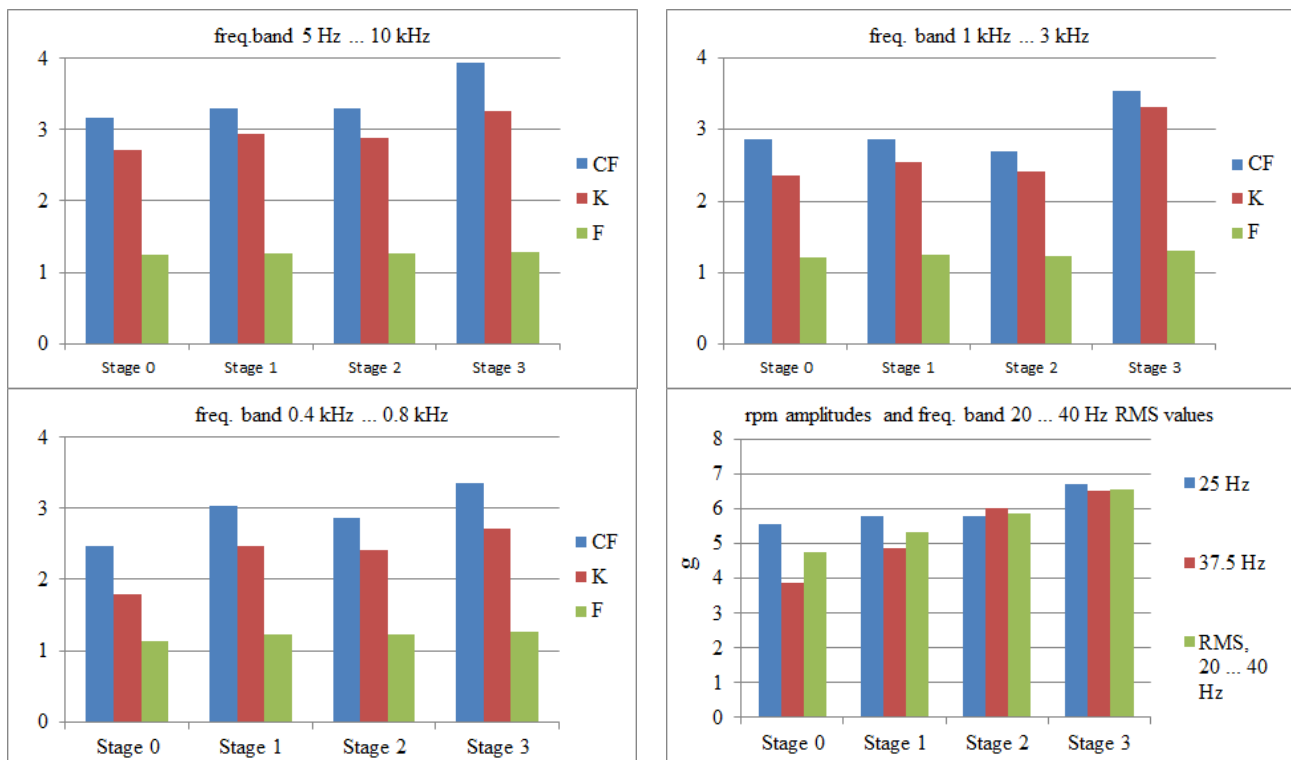 freq.band 5 Hz ... 10 kHz
4
3
2
1
0
Stage 0 Stage 1 Stage 2 Stage 3
CF
K
F
freq. band 1 kHz ... 3 kHz
4
3
2
1
0
Stage 0 Stage 1 Stage 2 Stage 3
CF
K
F
freq. band 0.4 kHz ... 0.8 kHz
4
3
2
1
0
Stage 0 Stage 1 Stage 2 Stage 3
CF
K
F
rpm amplitudes and freq. band 20 ... 40 Hz RMS values
g
8
7
6
5
4
3
2
1
0
Stage 0 Stage 1 Stage 2 Stage 3
25 Hz
37.5 Hz
RMS,
20 ... 40
Hz